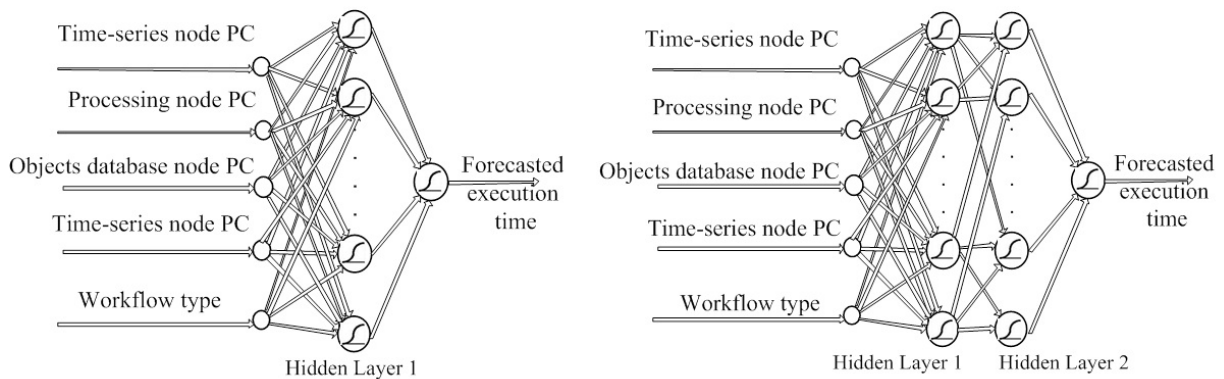 Time-series node PC
Processing node PC
Objects database node PC
Time-series node PC
Workflow type
Hidden Layer 1
Forecasted
execution
time
Time-series node PC
Processing node PC
Objects database node PC
Time-series node PC
Workflow type
Hidden Layer 1
Hidden Layer 2
Forecasted
execution
time